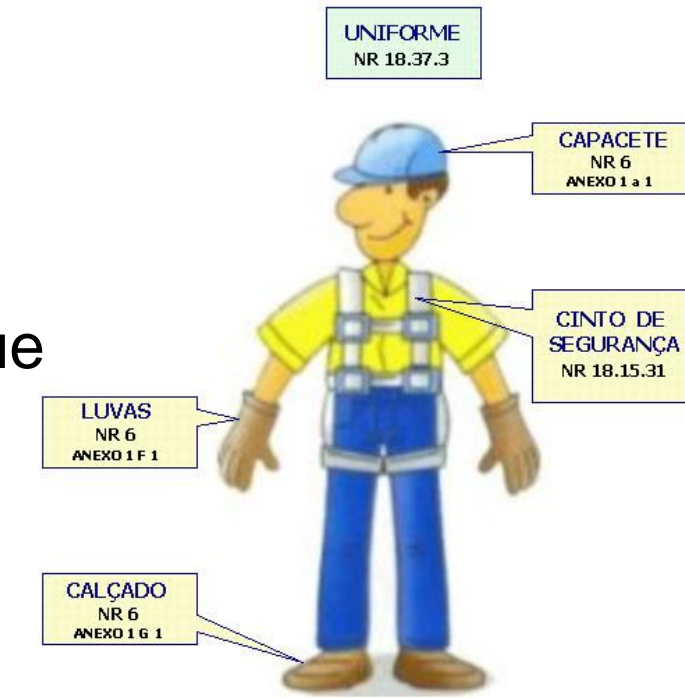 UNIFORME
NR 18.37.3
CAPACETE
NR 6
ANEXO 1 a 1
CINTO DE
SEGURANÇA
NR 18.15.31
ue
LUVAS
NR 6
ANEXO 1 F 1
CALÇADO
NR 6
ANEXO 1 G 1